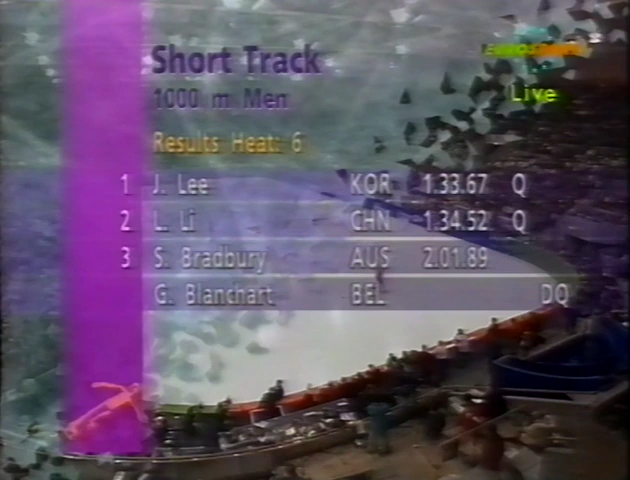 Short Track
EUROSPORT
1000 m Men
Live
Results Heat: 6
1 J. Lee KOR 1.33.67 Q
2 L. Li CHN 1.34.52 Q
3 S. Bradbury AUS 2.01.89
G. Blanchart BEL DQ